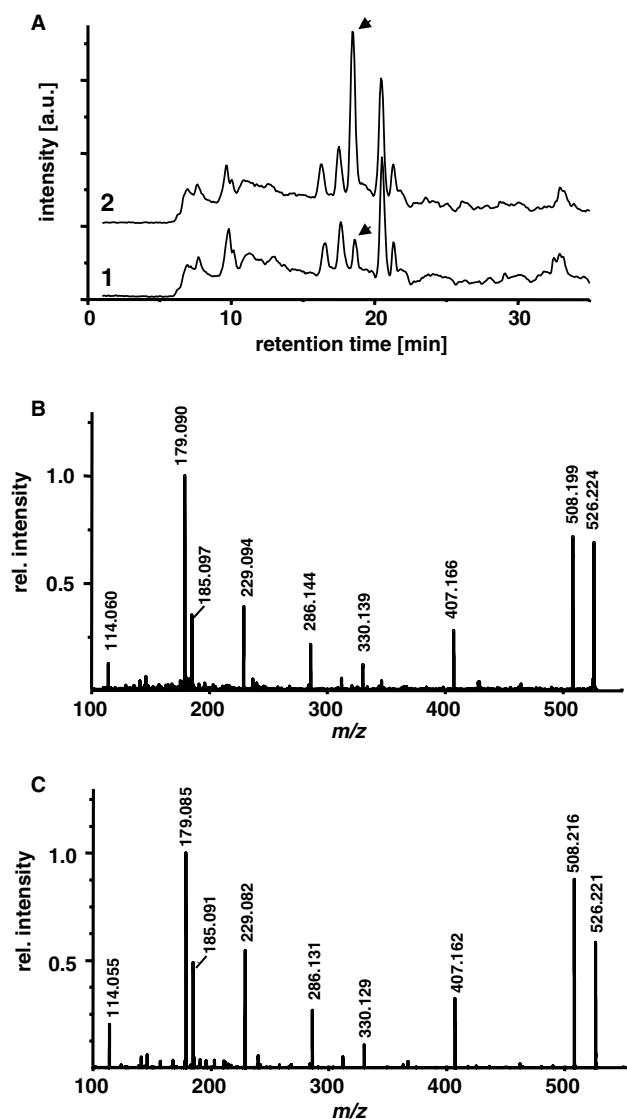 A
intensity [a.u.]
2
1
0 10 20 30
retention time [min]
B
rel. intensity
1.0
0.5
114.060
179.090
185.097
229.094
286.144
330.139
407.166
508.199
526.224
100 200 300 400 500
m/z
C
rel. intensity
1.0
0.5
114.055
179.085
185.091
229.082
286.131
330.129
407.162
508.216
526.221
100 200 300 400 500
m/z